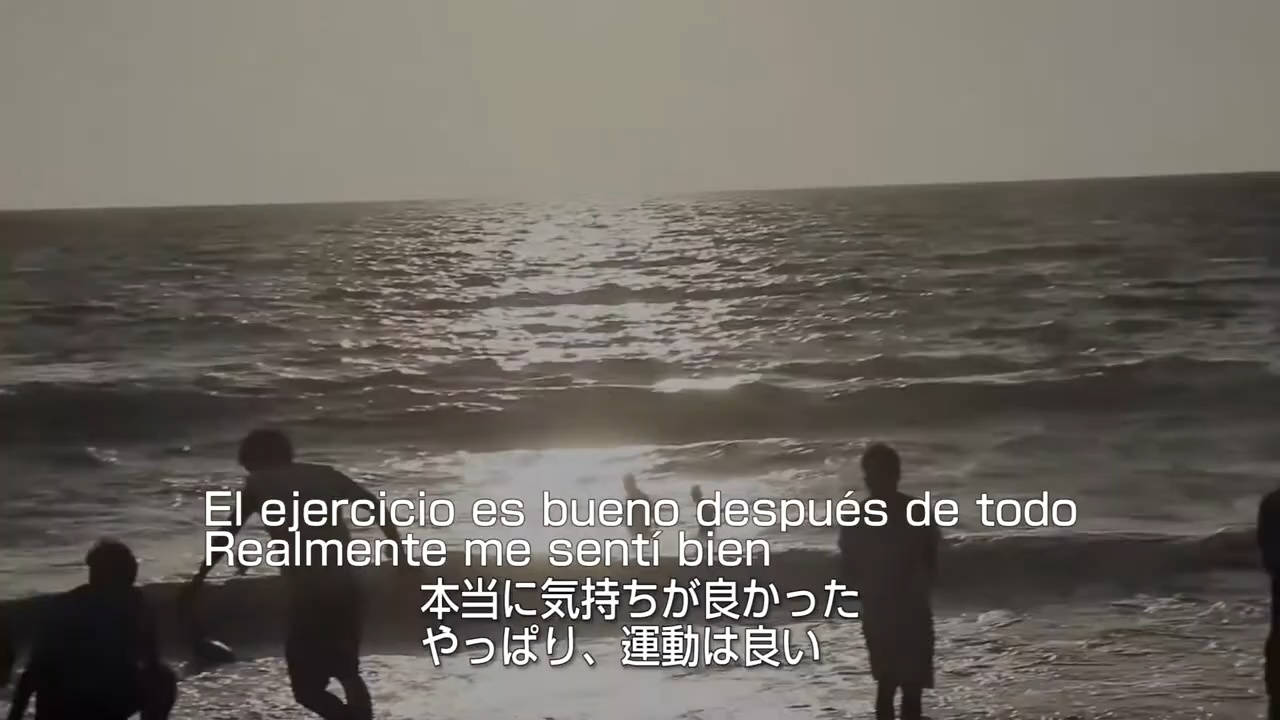 El ejercicio es bueno después de todo
Realmente me sentí bien
本当に気持ちが良かった
やっぱり、運動は良い